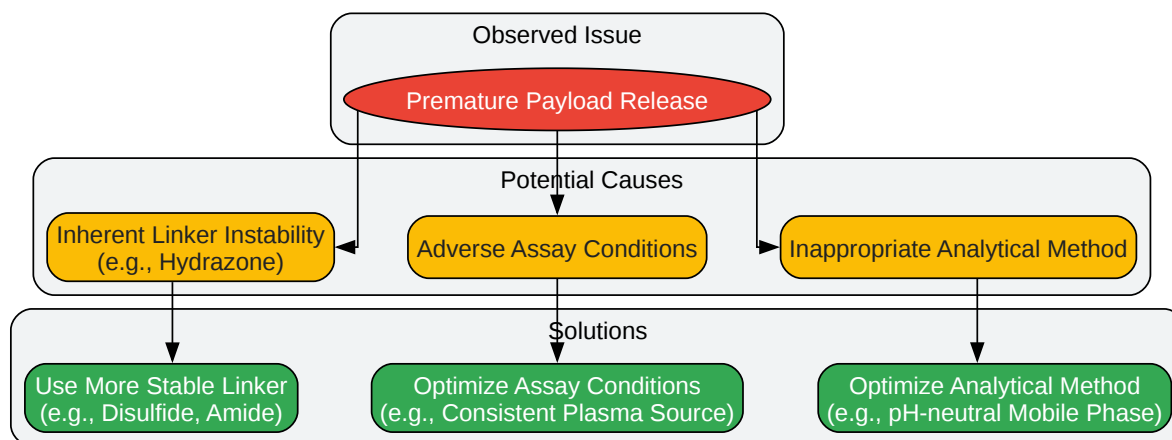 Observed Issue
Premature Payload Release
Potential Causes
Inherent Linker Instability
(e.g., Hydrazone)
Adverse Assay Conditions
Inappropriate Analytical Method
Solutions
Use More Stable Linker
(e.g., Disulfide, Amide)
Optimize Assay Conditions
(e.g., Consistent Plasma Source)
Optimize Analytical Method
(e.g., pH-neutral Mobile Phase)